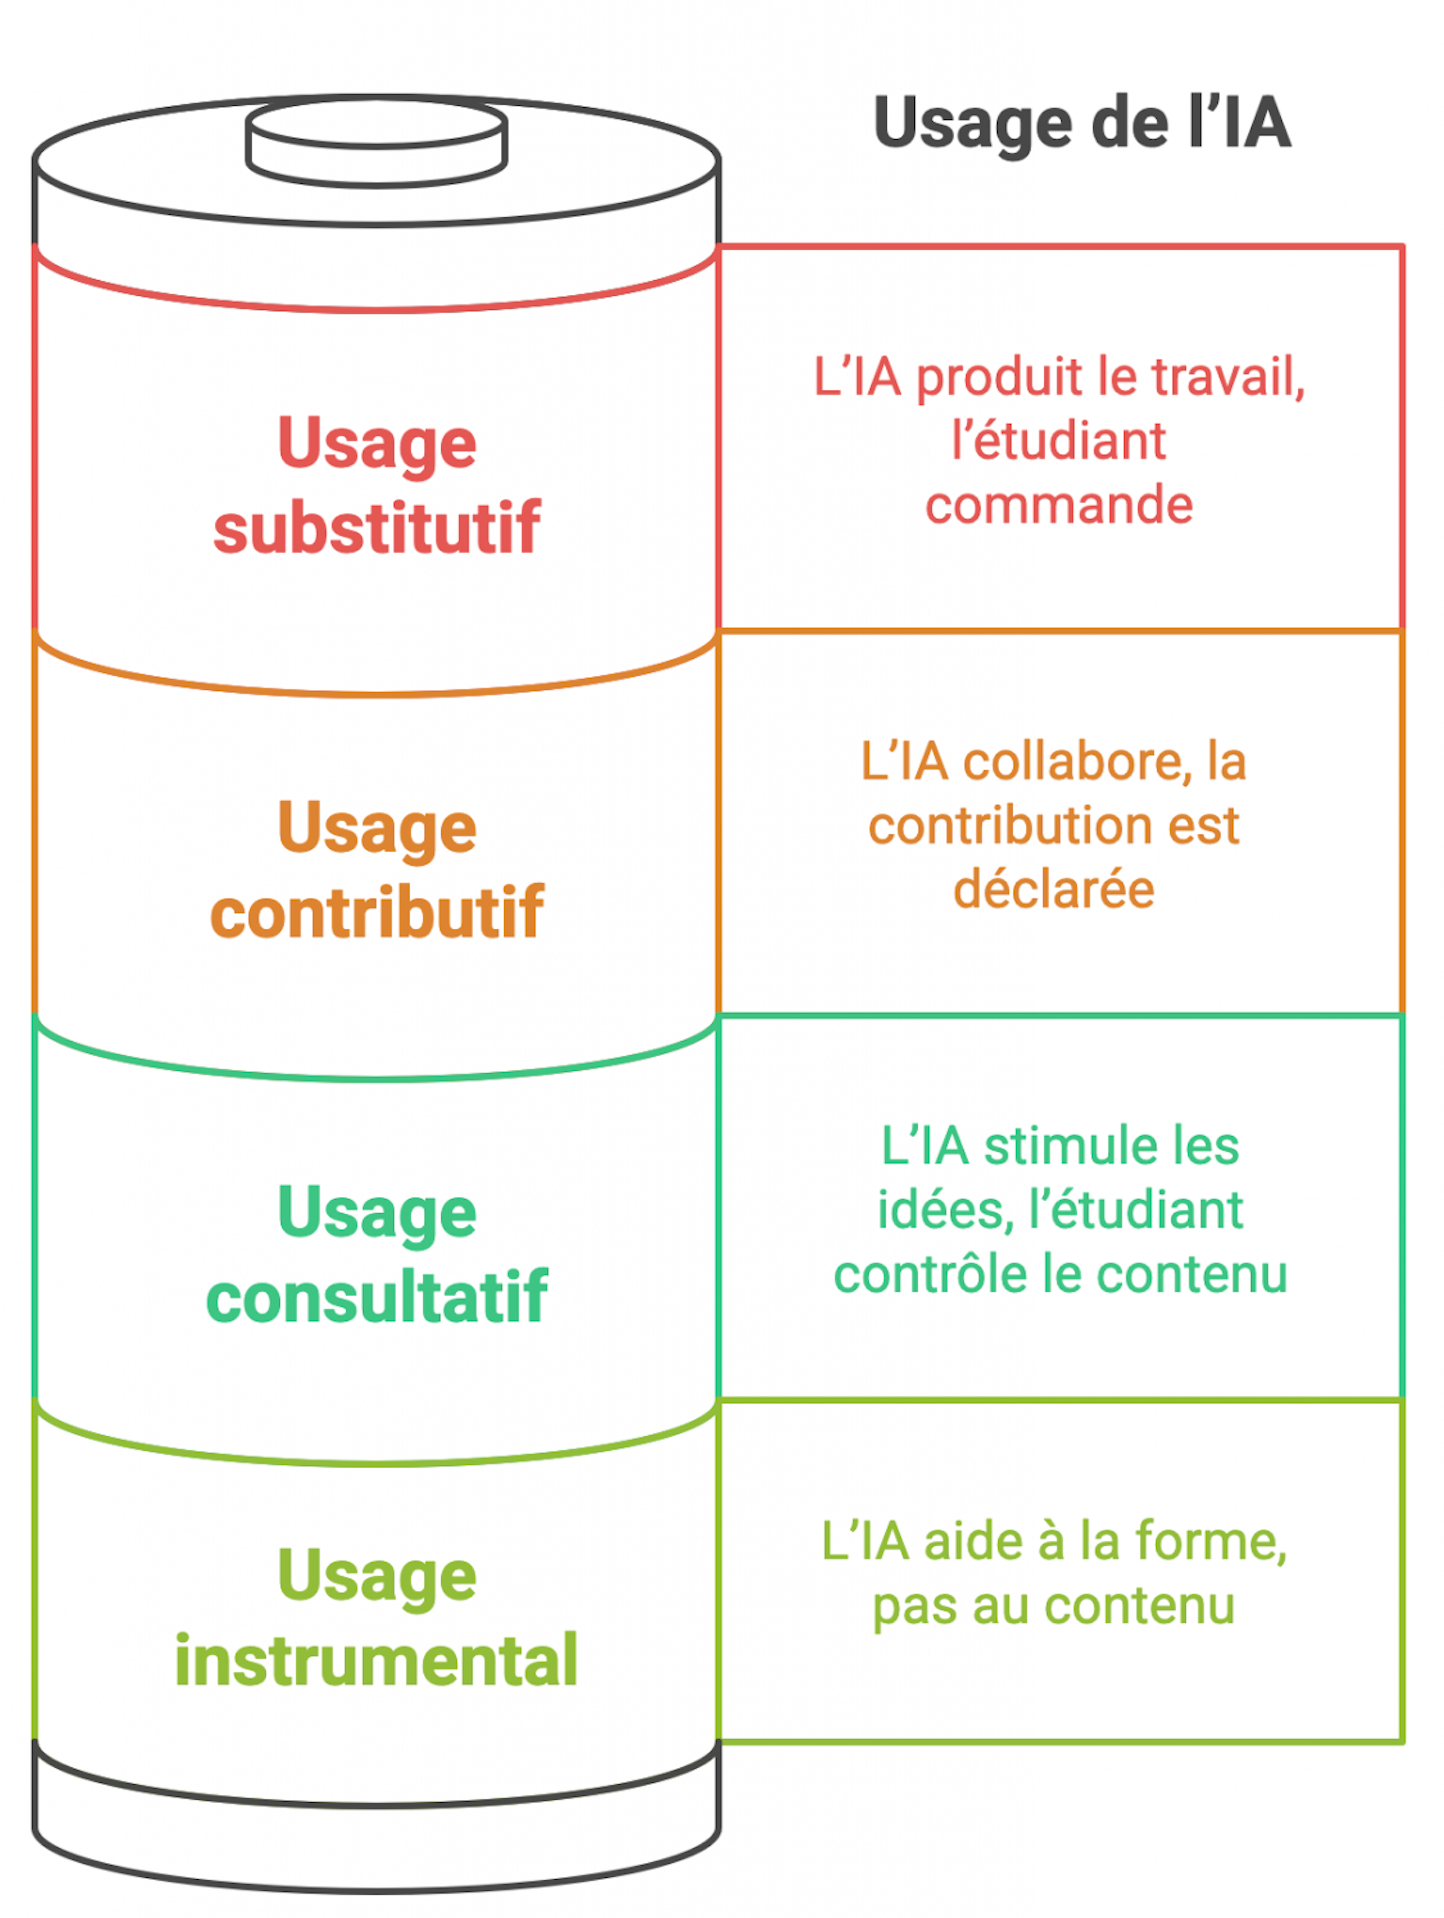 Usage de l’IA
Usage
substitutif
L’IA produit le travail,
l’étudiant
commande
Usage
contributif
L’IA collabore, la
contribution est
déclarée
Usage
consultatif
L’IA stimule les
idées, l’étudiant
contrôle le contenu
Usage
instrumental
L’IA aide à la forme,
pas au contenu